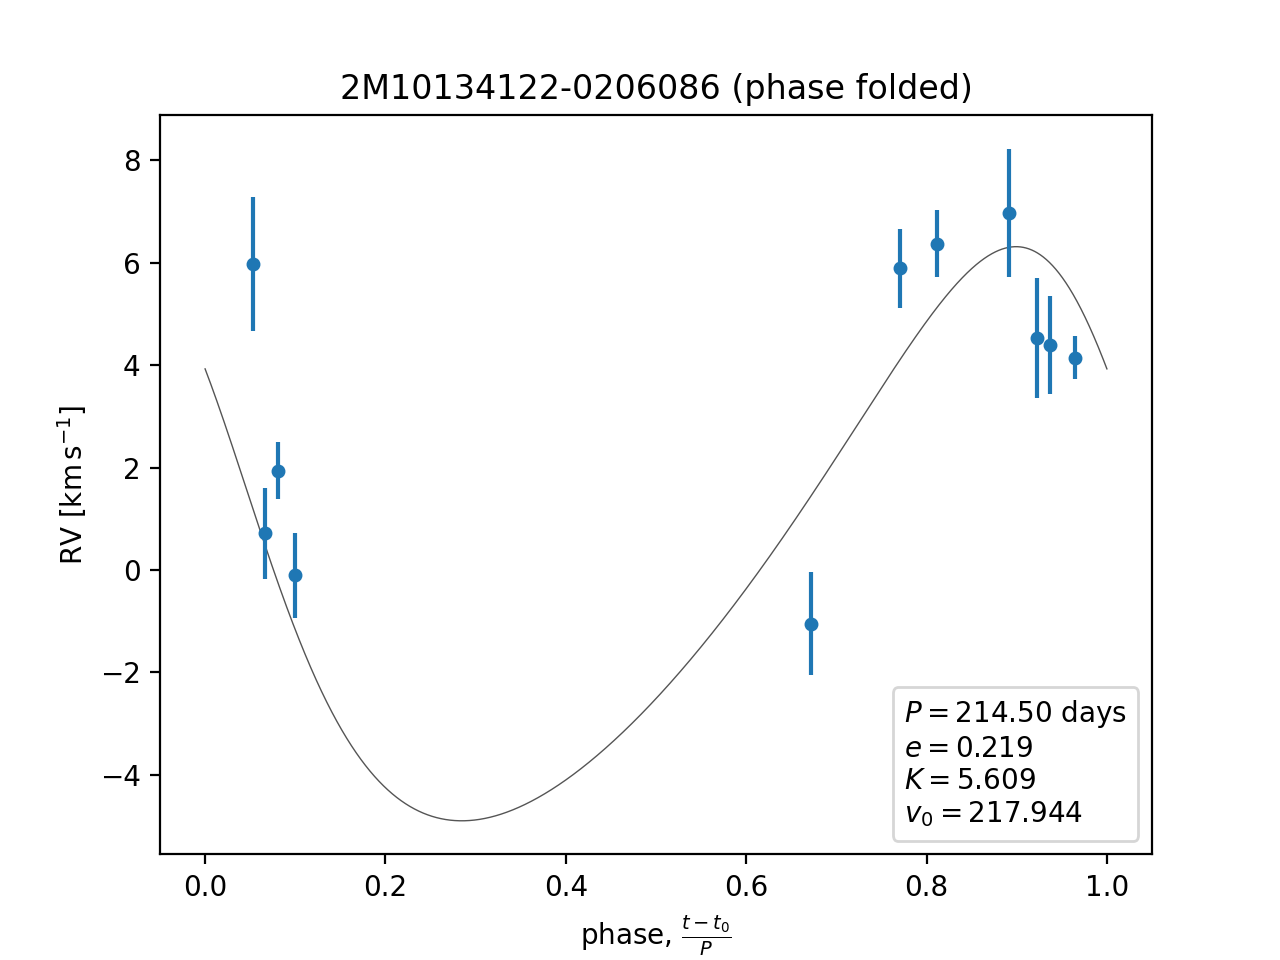 2M10134122-0206086 (phase folded)
RV [km s⁻¹]
8
6
4
2
0
−2
−4
P = 214.50 days
e = 0.219
K = 5.609
v₀ = 217.944
0.0 0.2 0.4 0.6 0.8 1.0
phase, (t − t₀)/P